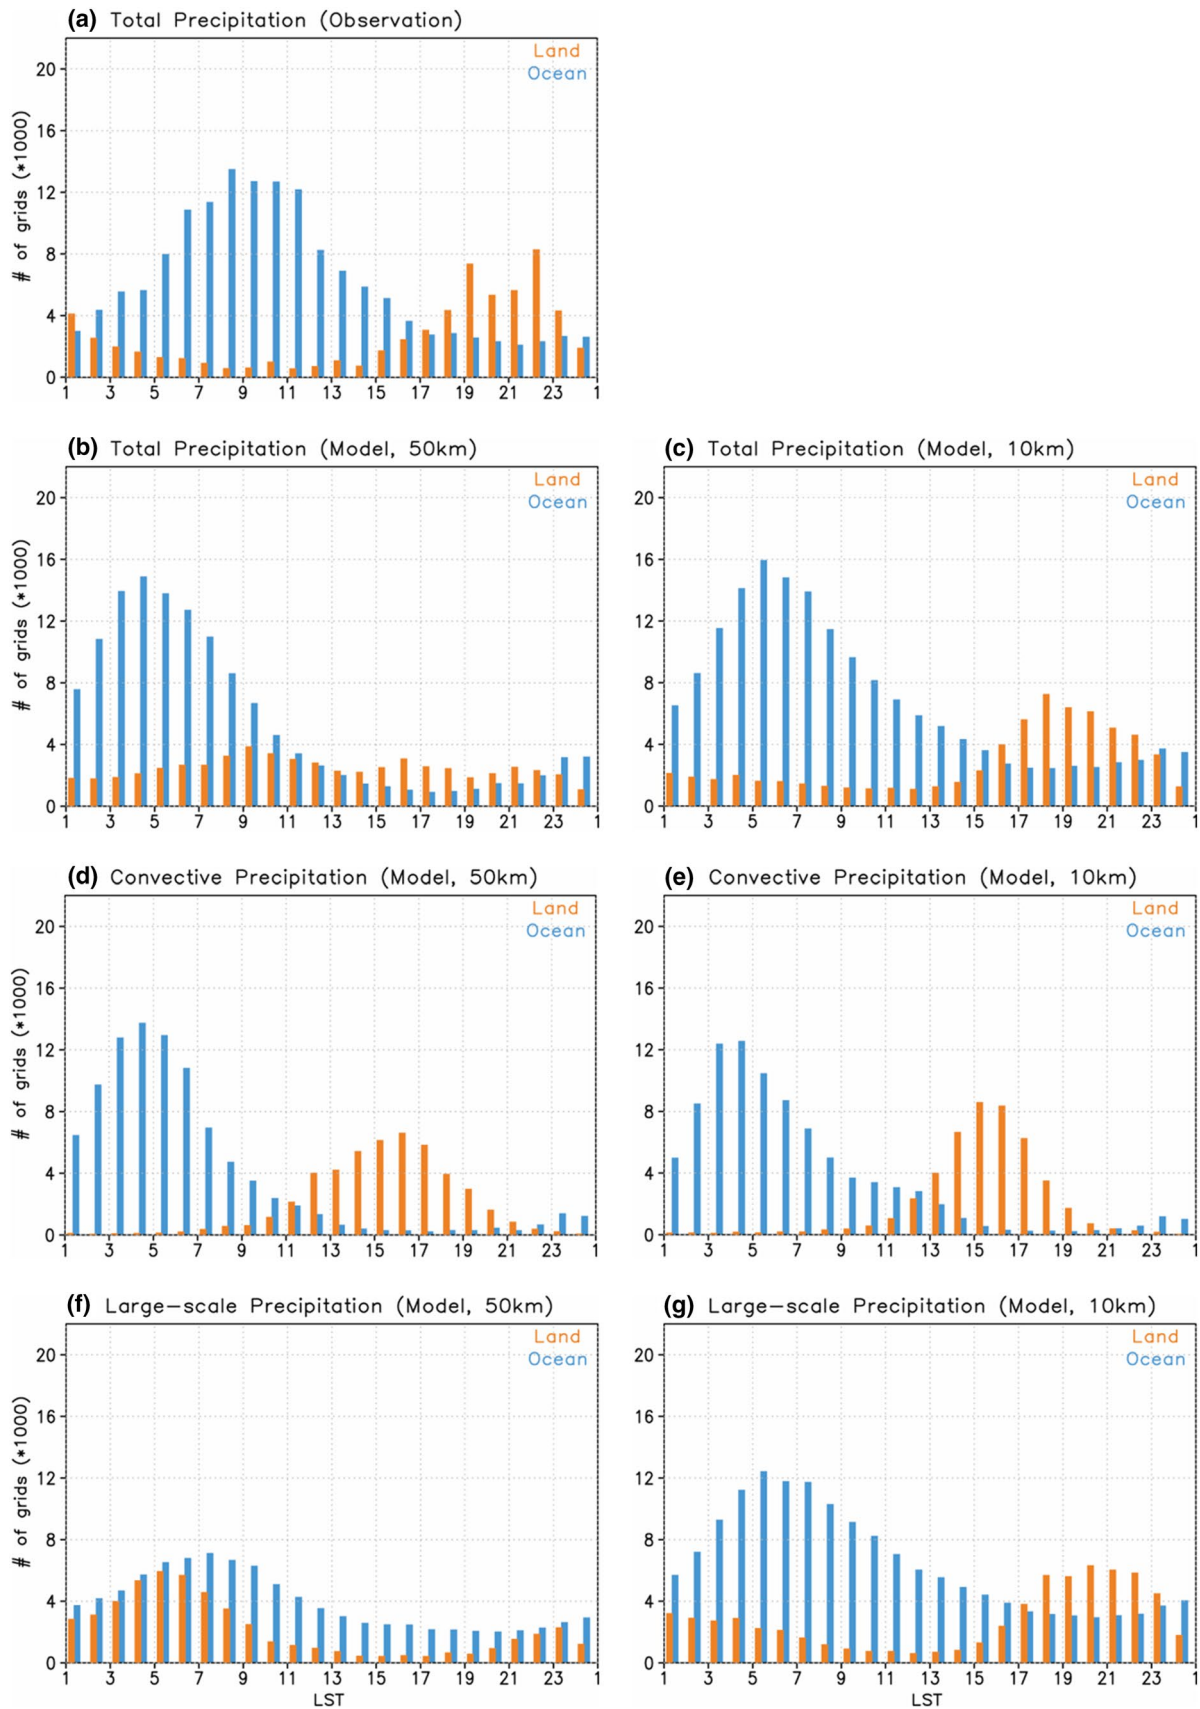 (a) Total Precipitation (Observation)
Land
Ocean
# of grids (*1000)
20
16
12
8
4
0
1 3 5 7 9 11 13 15 17 19 21 23 1
(b) Total Precipitation (Model, 50km)
Land
Ocean
# of grids (*1000)
20
16
12
8
4
0
1 3 5 7 9 11 13 15 17 19 21 23 1
(c) Total Precipitation (Model, 10km)
Land
Ocean
20
16
12
8
4
0
1 3 5 7 9 11 13 15 17 19 21 23 1
(d) Convective Precipitation (Model, 50km)
Land
Ocean
# of grids (*1000)
20
16
12
8
4
0
1 3 5 7 9 11 13 15 17 19 21 23 1
(e) Convective Precipitation (Model, 10km)
Land
Ocean
20
16
12
8
4
0
1 3 5 7 9 11 13 15 17 19 21 23 1
(f) Large-scale Precipitation (Model, 50km)
Land
Ocean
# of grids (*1000)
20
16
12
8
4
0
1 3 5 7 9 11 13 15 17 19 21 23 1
LST
(g) Large-scale Precipitation (Model, 10km)
Land
Ocean
20
16
12
8
4
0
1 3 5 7 9 11 13 15 17 19 21 23 1
LST